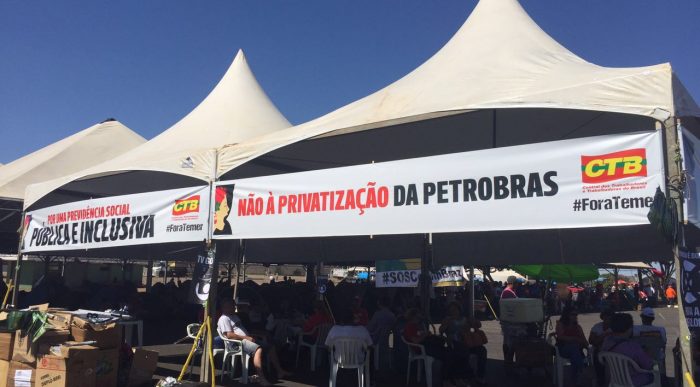 POR UMA PREVIDÊNCIA SOCIAL
PÚBLICA E INCLUSIVA
CTB
#ForaTemer
NÃO À PRIVATIZAÇÃO DA PETROBRAS
CTB
Central dos Trabalhadores
e Trabalhadoras do Brasil
#ForaTemer
TV